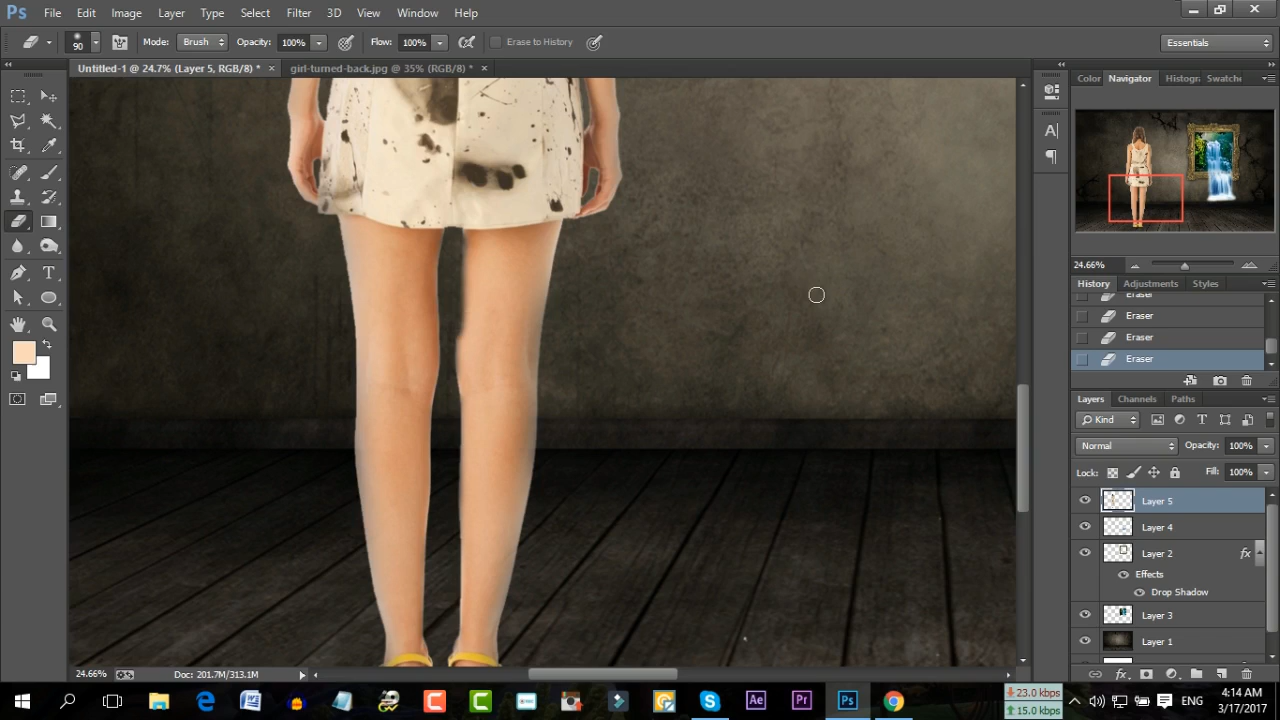 Ps File Edit Image Layer Type Select Filter 3D View Window Help
90 Mode: Brush Opacity: 100% Flow: 100% Erase to History Essentials
Untitled-1 @ 24.7% (Layer 5, RGB/8) * × girl-turned-back.jpg @ 35% (RGB/8) * ×
Color Navigator Histogr Swatche
24.66%
History Adjustments Styles
Eraser
Eraser
Eraser
Eraser
Layers Channels Paths
Kind
Normal Opacity: 100%
Lock: Fill: 100%
Layer 5
Layer 4
Layer 2 fx
Effects
Drop Shadow
Layer 3
Layer 1
24.66% Doc: 201.7M/313.1M
fx
Ae Pr Ps 23.0 kbps 15.0 kbps ENG 4:14 AM
3/17/2017